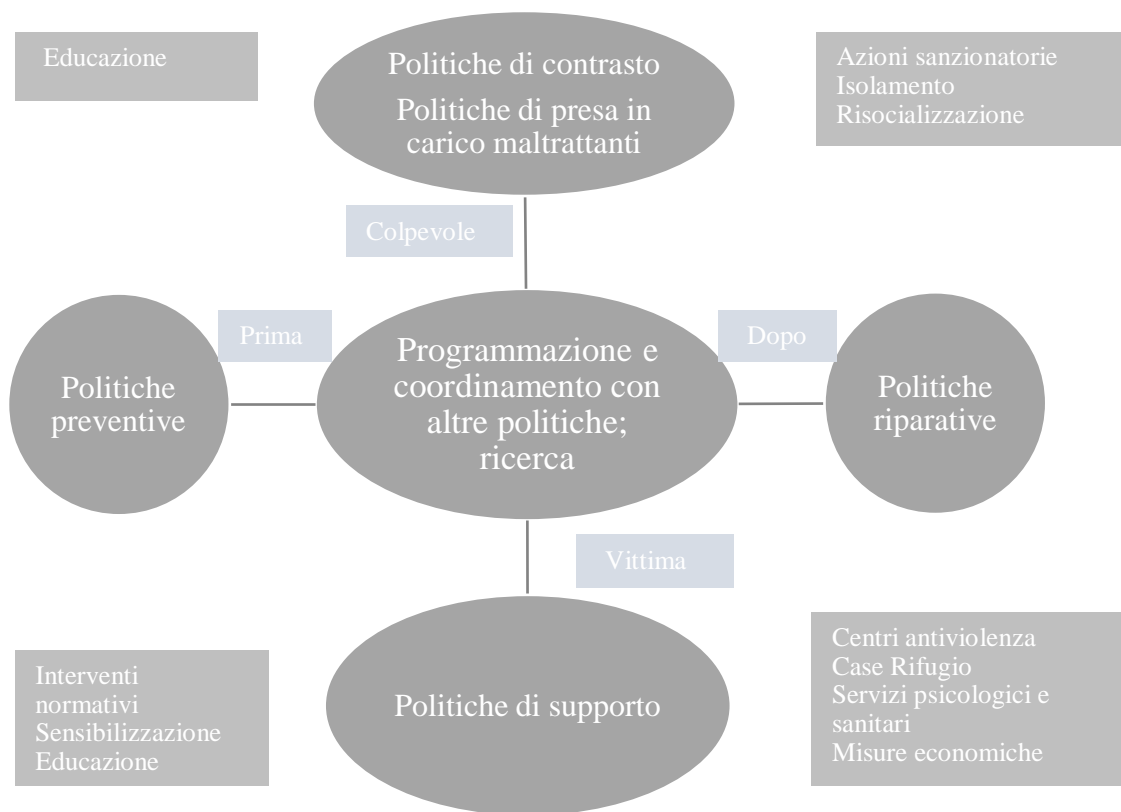 Educazione
Politiche di contrasto
Politiche di presa in
carico maltrattanti
Azioni sanzionatorie
Isolamento
Risocializzazione
Colpevole
Prima
Dopo
Politiche
preventive
Programmazione e
coordinamento con
altre politiche;
ricerca
Politiche
riparative
Vittima
Interventi
normativi
Sensibilizzazione
Educazione
Politiche di supporto
Centri antiviolenza
Case Rifugio
Servizi psicologici e
sanitari
Misure economiche